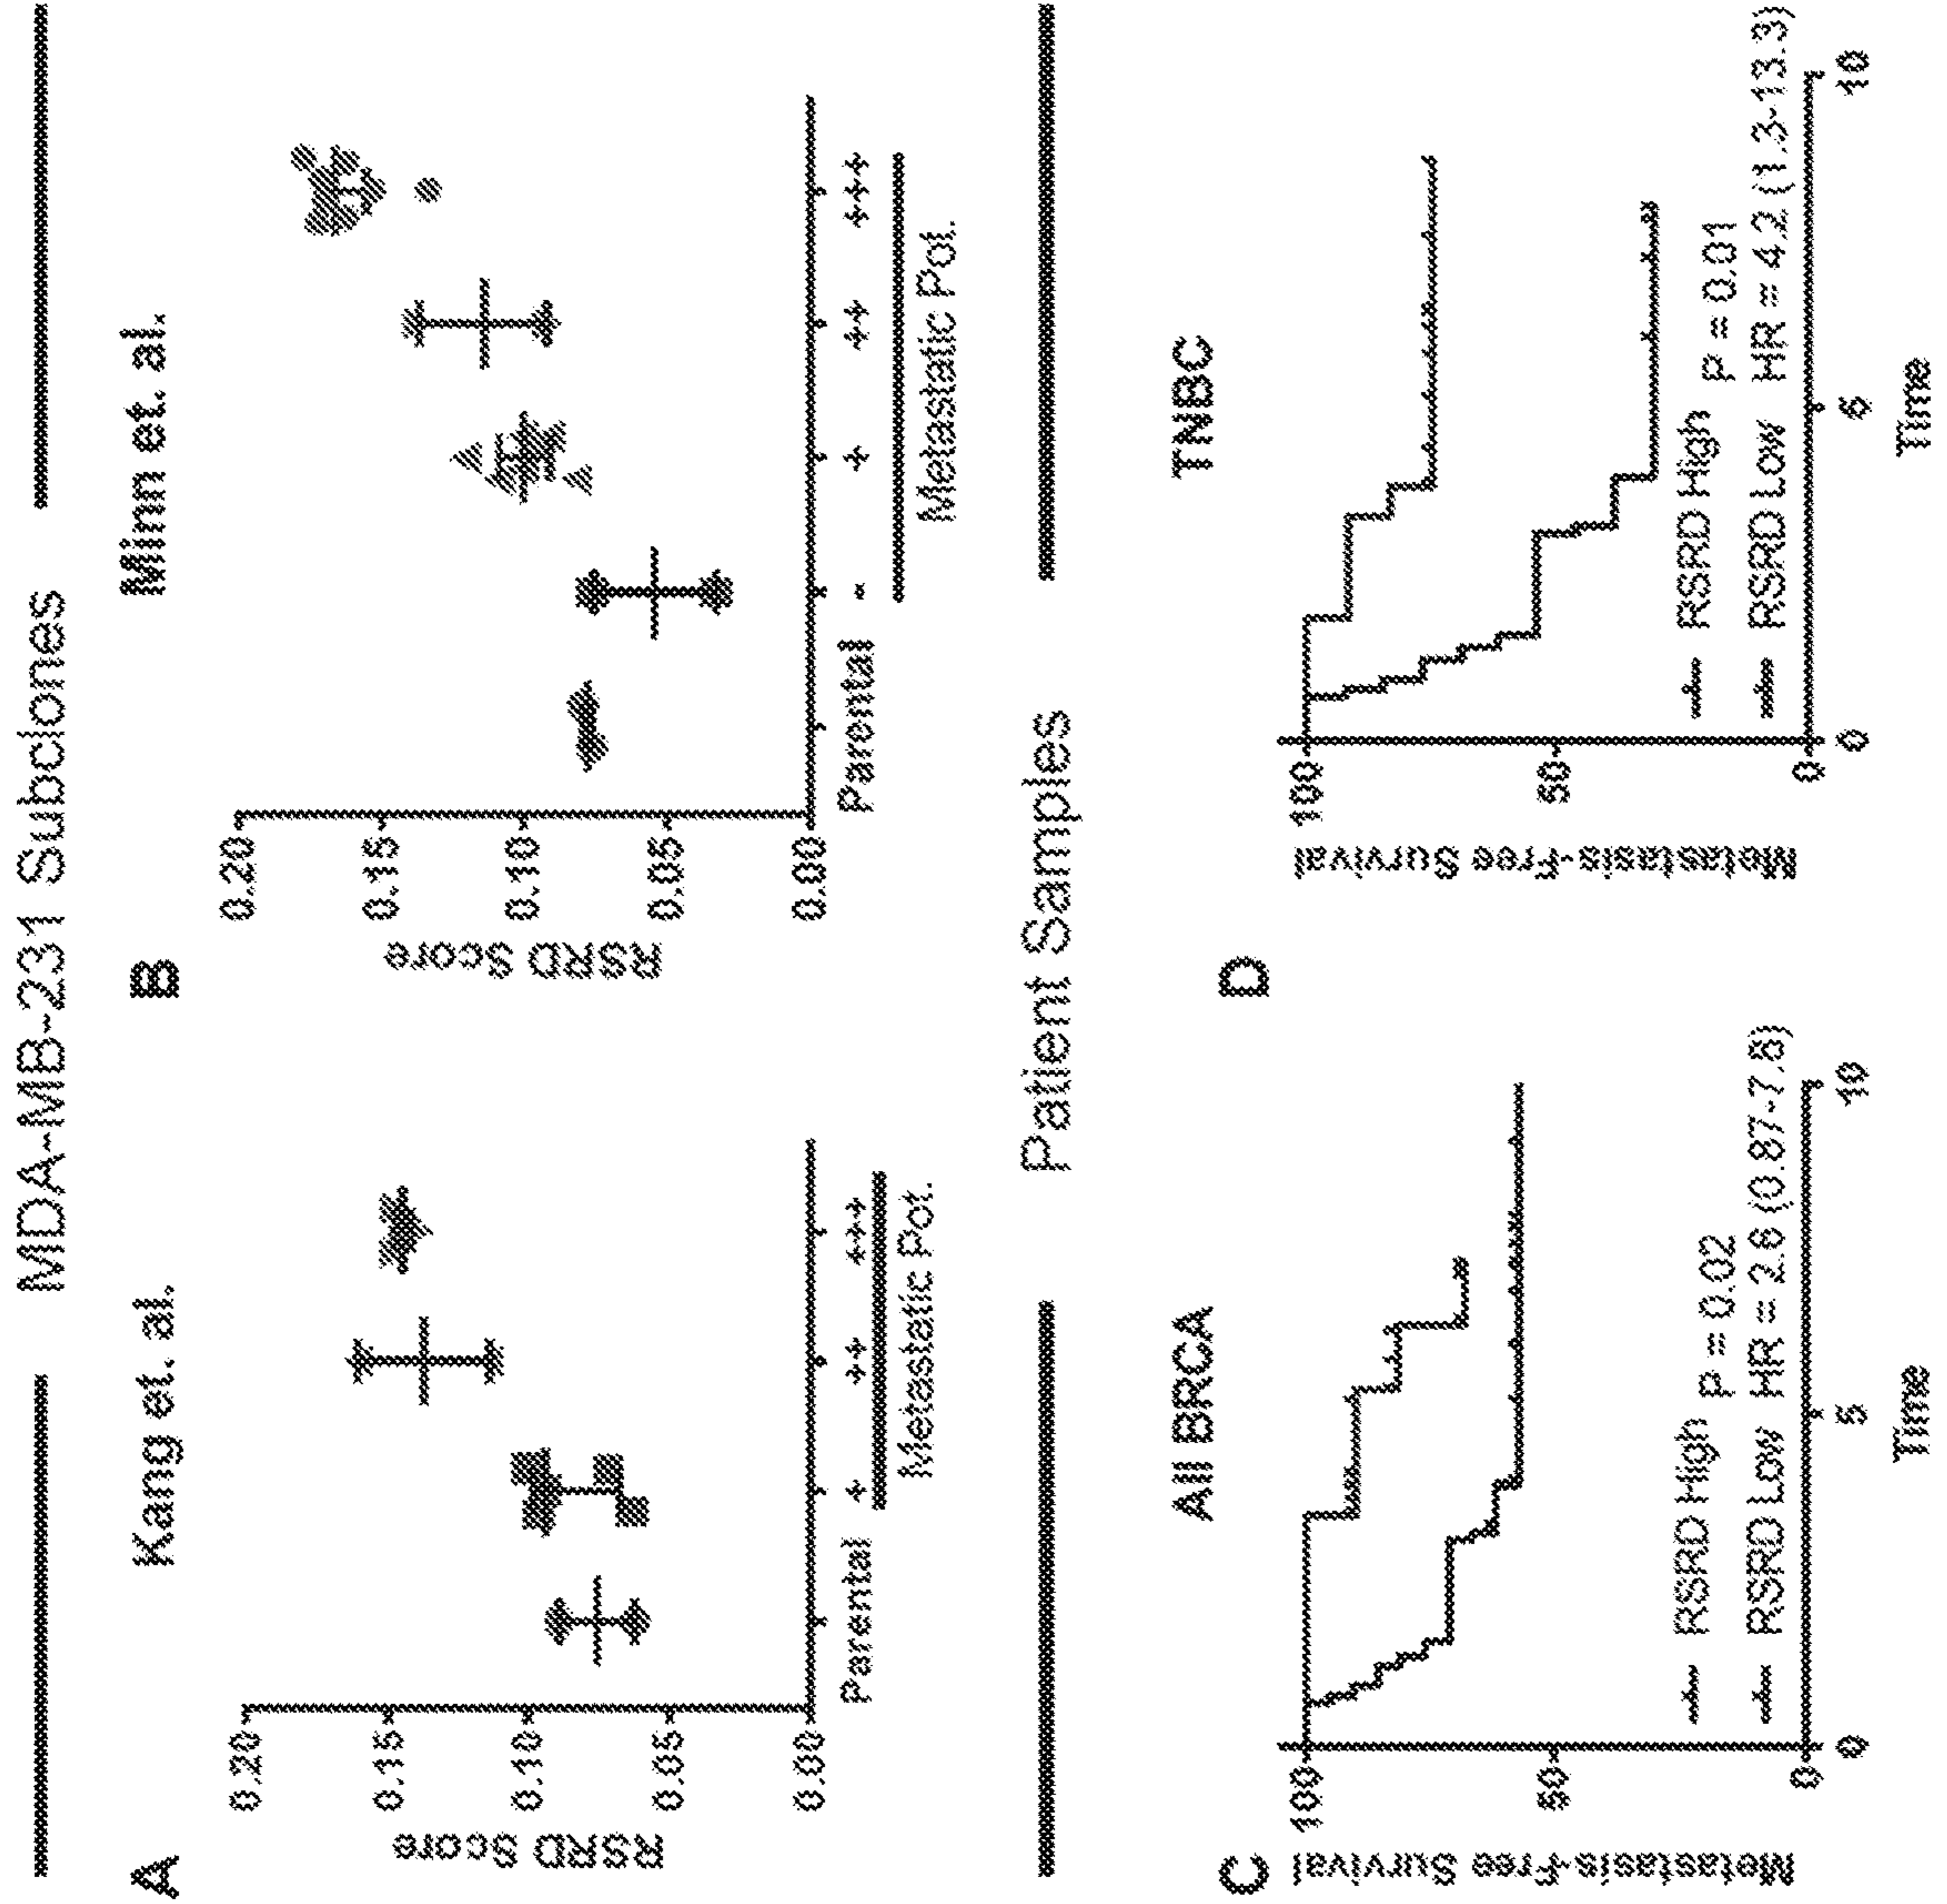 MDA-MB-231 Subclones
A
Kang et. al.
RSRD Score
0.20
0.15
0.10
0.05
0.00
Parental + ++ +++
Metastatic Pot.
B
Minn et. al.
RSRD Score
0.20
0.15
0.10
0.05
0.00
Parental - + ++ +++
Metastatic Pot.
Patient Samples
C
All BRCA
Metastasis-Free Survival
100
50
0
RSRD High P = 0.02
RSRD Low HR = 2.6 (0.87-7.8)
0 5 10
Time
D
TNBC
Metastasis-Free Survival
100
50
0
RSRD High P = 0.01
RSRD Low HR = 4.2 (1.3-13.3)
0 5 10
Time